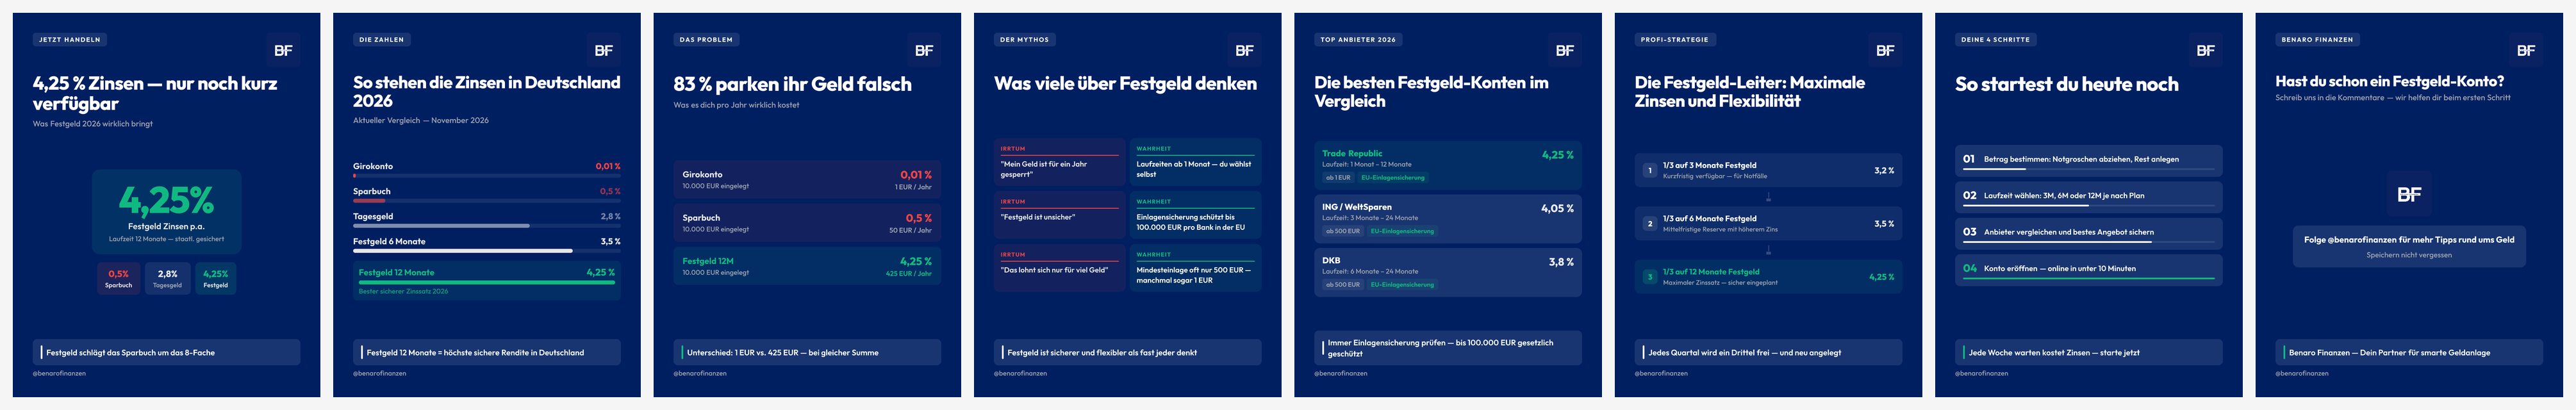 JETZT HANDELN
BF
4,25 % Zinsen — nur noch kurz
verfügbar
Was Festgeld 2026 wirklich bringt
4,25%
Festgeld Zinsen p.a.
Laufzeit 12 Monate — staatl. gesichert
0,5%
Sparbuch
2,8%
Tagesgeld
4,25%
Festgeld
Festgeld schlägt das Sparbuch um das 8-Fache
@benarofinanzen
DIE ZAHLEN
BF
So stehen die Zinsen in Deutschland
2026
Aktueller Vergleich — November 2026
Girokonto 0,01 %
Sparbuch 0,5 %
Tagesgeld 2,8 %
Festgeld 6 Monate 3,5 %
Festgeld 12 Monate 4,25 %
Bester sicherer Zinssatz 2026
Festgeld 12 Monate = höchste sichere Rendite in Deutschland
@benarofinanzen
DAS PROBLEM
BF
83 % parken ihr Geld falsch
Was es dich pro Jahr wirklich kostet
Girokonto 0,01 %
10.000 EUR eingelegt 1 EUR / Jahr
Sparbuch 0,5 %
10.000 EUR eingelegt 50 EUR / Jahr
Festgeld 12M 4,25 %
10.000 EUR eingelegt 425 EUR / Jahr
Unterschied: 1 EUR vs. 425 EUR — bei gleicher Summe
@benarofinanzen
DER MYTHOS
BF
Was viele über Festgeld denken
IRRTUM
"Mein Geld ist für ein Jahr
gesperrt"
WAHRHEIT
Laufzeiten ab 1 Monat — du wählst
selbst
IRRTUM
"Festgeld ist unsicher"
WAHRHEIT
Einlagensicherung schützt bis
100.000 EUR pro Bank in der EU
IRRTUM
"Das lohnt sich nur für viel Geld"
WAHRHEIT
Mindesteinlage oft nur 500 EUR —
manchmal sogar 1 EUR
Festgeld ist sicherer und flexibler als fast jeder denkt
@benarofinanzen
TOP ANBIETER 2026
BF
Die besten Festgeld-Konten im
Vergleich
Trade Republic 4,25 %
Laufzeit: 1 Monat – 12 Monate
ab 1 EUR EU-Einlagensicherung
ING / WeltSparen 4,05 %
Laufzeit: 3 Monate – 24 Monate
ab 500 EUR EU-Einlagensicherung
DKB 3,8 %
Laufzeit: 6 Monate – 24 Monate
ab 500 EUR EU-Einlagensicherung
Immer Einlagensicherung prüfen — bis 100.000 EUR gesetzlich
geschützt
@benarofinanzen
PROFI-STRATEGIE
BF
Die Festgeld-Leiter: Maximale
Zinsen und Flexibilität
1 1/3 auf 3 Monate Festgeld 3,2 %
Kurzfristig verfügbar — für Notfälle
2 1/3 auf 6 Monate Festgeld 3,5 %
Mittelfristige Reserve mit höherem Zins
3 1/3 auf 12 Monate Festgeld 4,25 %
Maximaler Zinssatz — sicher eingeplant
Jedes Quartal wird ein Drittel frei — und neu angelegt
@benarofinanzen
DEINE 4 SCHRITTE
BF
So startest du heute noch
01 Betrag bestimmen: Notgroschen abziehen, Rest anlegen
02 Laufzeit wählen: 3M, 6M oder 12M je nach Plan
03 Anbieter vergleichen und bestes Angebot sichern
04 Konto eröffnen — online in unter 10 Minuten
Jede Woche warten kostet Zinsen — starte jetzt
@benarofinanzen
BENARO FINANZEN
BF
Hast du schon ein Festgeld-Konto?
Schreib uns in die Kommentare — wir helfen dir beim ersten Schritt
BF
Folge @benarofinanzen für mehr Tipps rund ums Geld
Speichern nicht vergessen
Benaro Finanzen — Dein Partner für smarte Geldanlage
@benarofinanzen